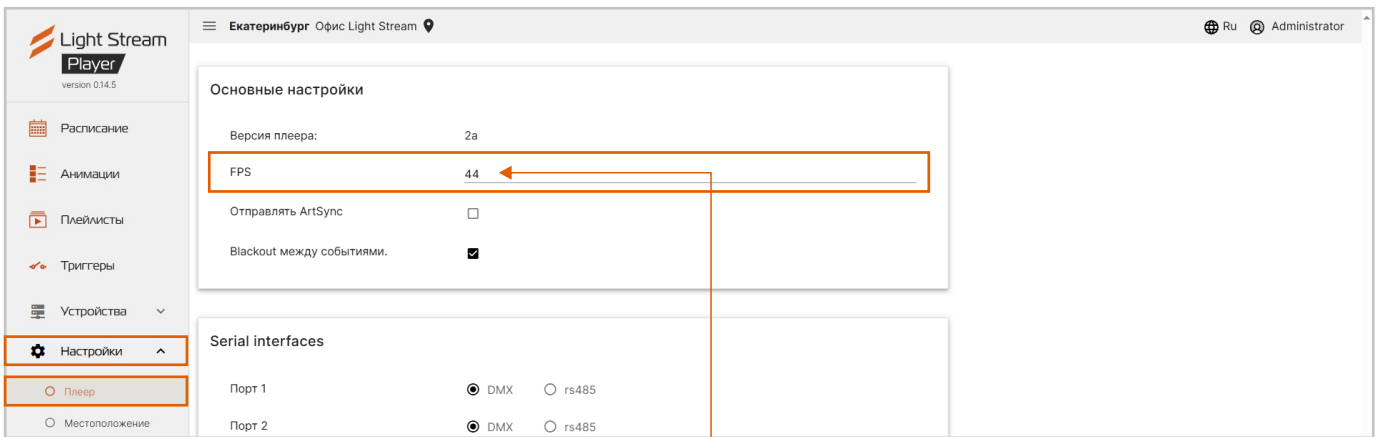 Light Stream
Player
version 0.14.5
Расписание
Анимации
Плейлисты
Триггеры
Устройства
Настройки
Плеер
Местоположение
Екатеринбург Офис Light Stream
Ru Administrator
Основные настройки
Версия плеера: 2a
FPS 44
Отправлять ArtSync
Blackout между событиями.
Serial interfaces
Порт 1 DMX rs485
Порт 2 DMX rs485